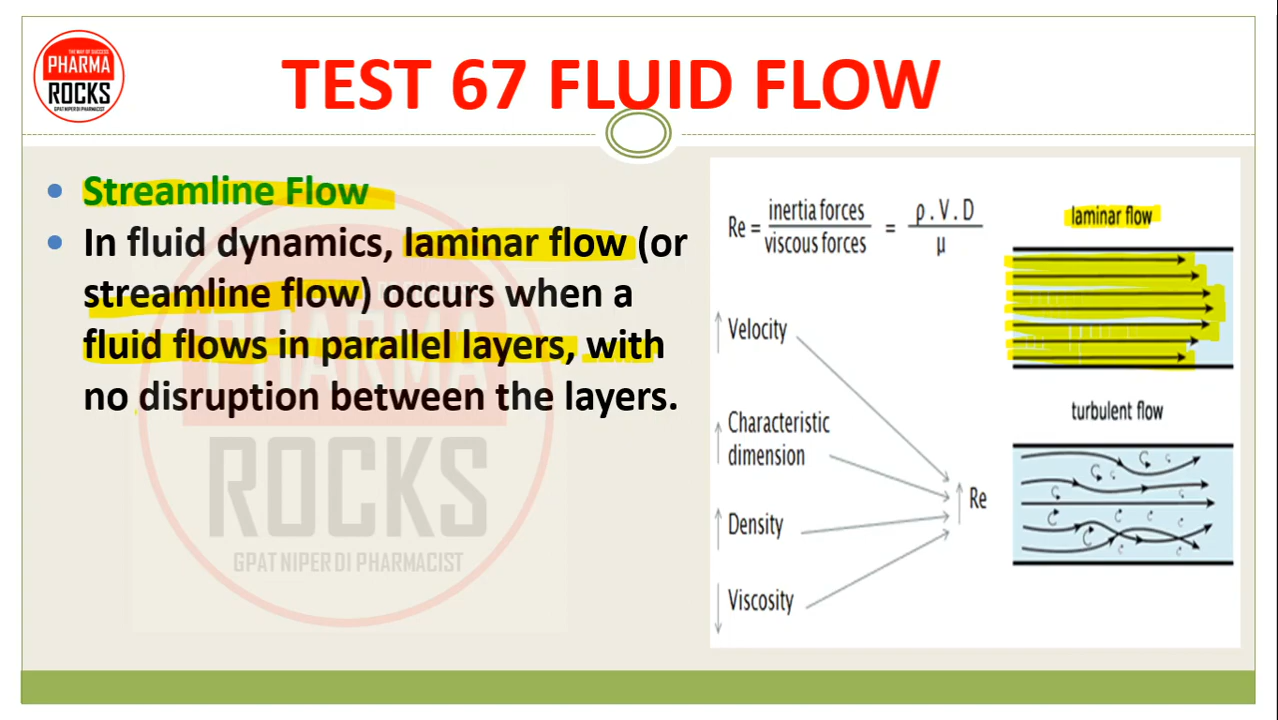 THE WAY OF SUCCESS
PHARMA
ROCKS
GPAT NIPER DI PHARMACIST
TEST 67 FLUID FLOW
• Streamline Flow
• In fluid dynamics, laminar flow (or
streamline flow) occurs when a
fluid flows in parallel layers, with
no disruption between the layers.
PHARMA
ROCKS
GPAT NIPER DI PHARMACIST
Re = inertia forces / viscous forces = ρ . V . D / μ
↑ Velocity
↑ Characteristic
dimension
↑ Density
↓ Viscosity
↑ Re
laminar flow
turbulent flow